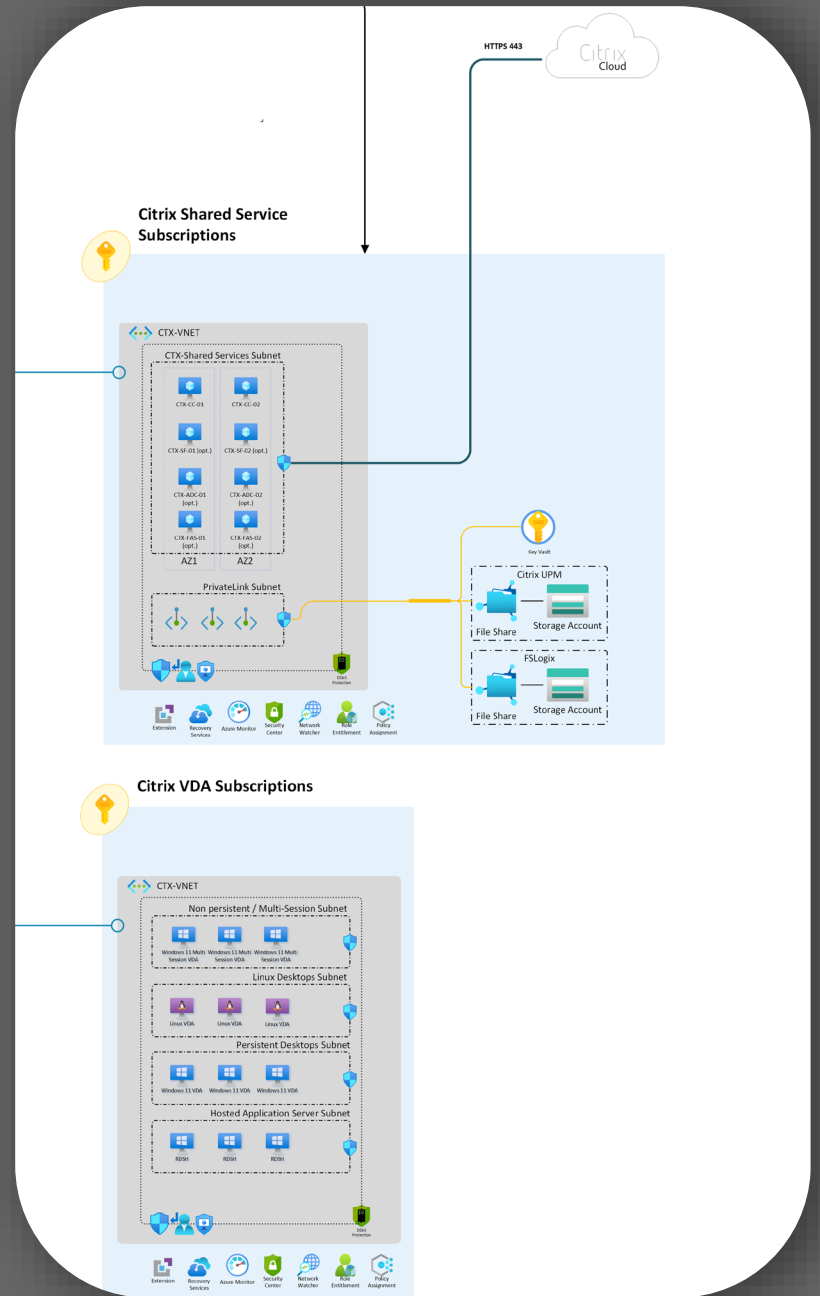 HTTPS 443
Citrix
Cloud
Citrix Shared Service
Subscriptions
CTX-VNET
CTX-Shared Services Subnet
CTX-CC-01
CTX-CC-02
CTX-SF-01 (opt.)
CTX-SF-02 (opt.)
CTX-ADC-01
(opt.)
CTX-ADC-02
(opt.)
CTX-FAS-01
(opt.)
CTX-FAS-02
(opt.)
AZ1
AZ2
PrivateLink Subnet
DDoS
Protection
Key Vault
Citrix UPM
File Share
Storage Account
FSLogix
File Share
Storage Account
Extension
Recovery
Services
Azure Monitor
Security
Center
Network
Watcher
Role
Entitlement
Policy
Assignment
Citrix VDA Subscriptions
CTX-VNET
Non persistent / Multi-Session Subnet
Windows 11 Multi
Session VDA
Windows 11 Multi
Session VDA
Windows 11 Multi
Session VDA
Linux Desktops Subnet
Linux VDA
Linux VDA
Linux VDA
Persistent Desktops Subnet
Windows 11 VDA
Windows 11 VDA
Windows 11 VDA
Hosted Application Server Subnet
RDSH
RDSH
RDSH
DDoS
Protection
Extension
Recovery
Services
Azure Monitor
Security
Center
Network
Watcher
Role
Entitlement
Policy
Assignment